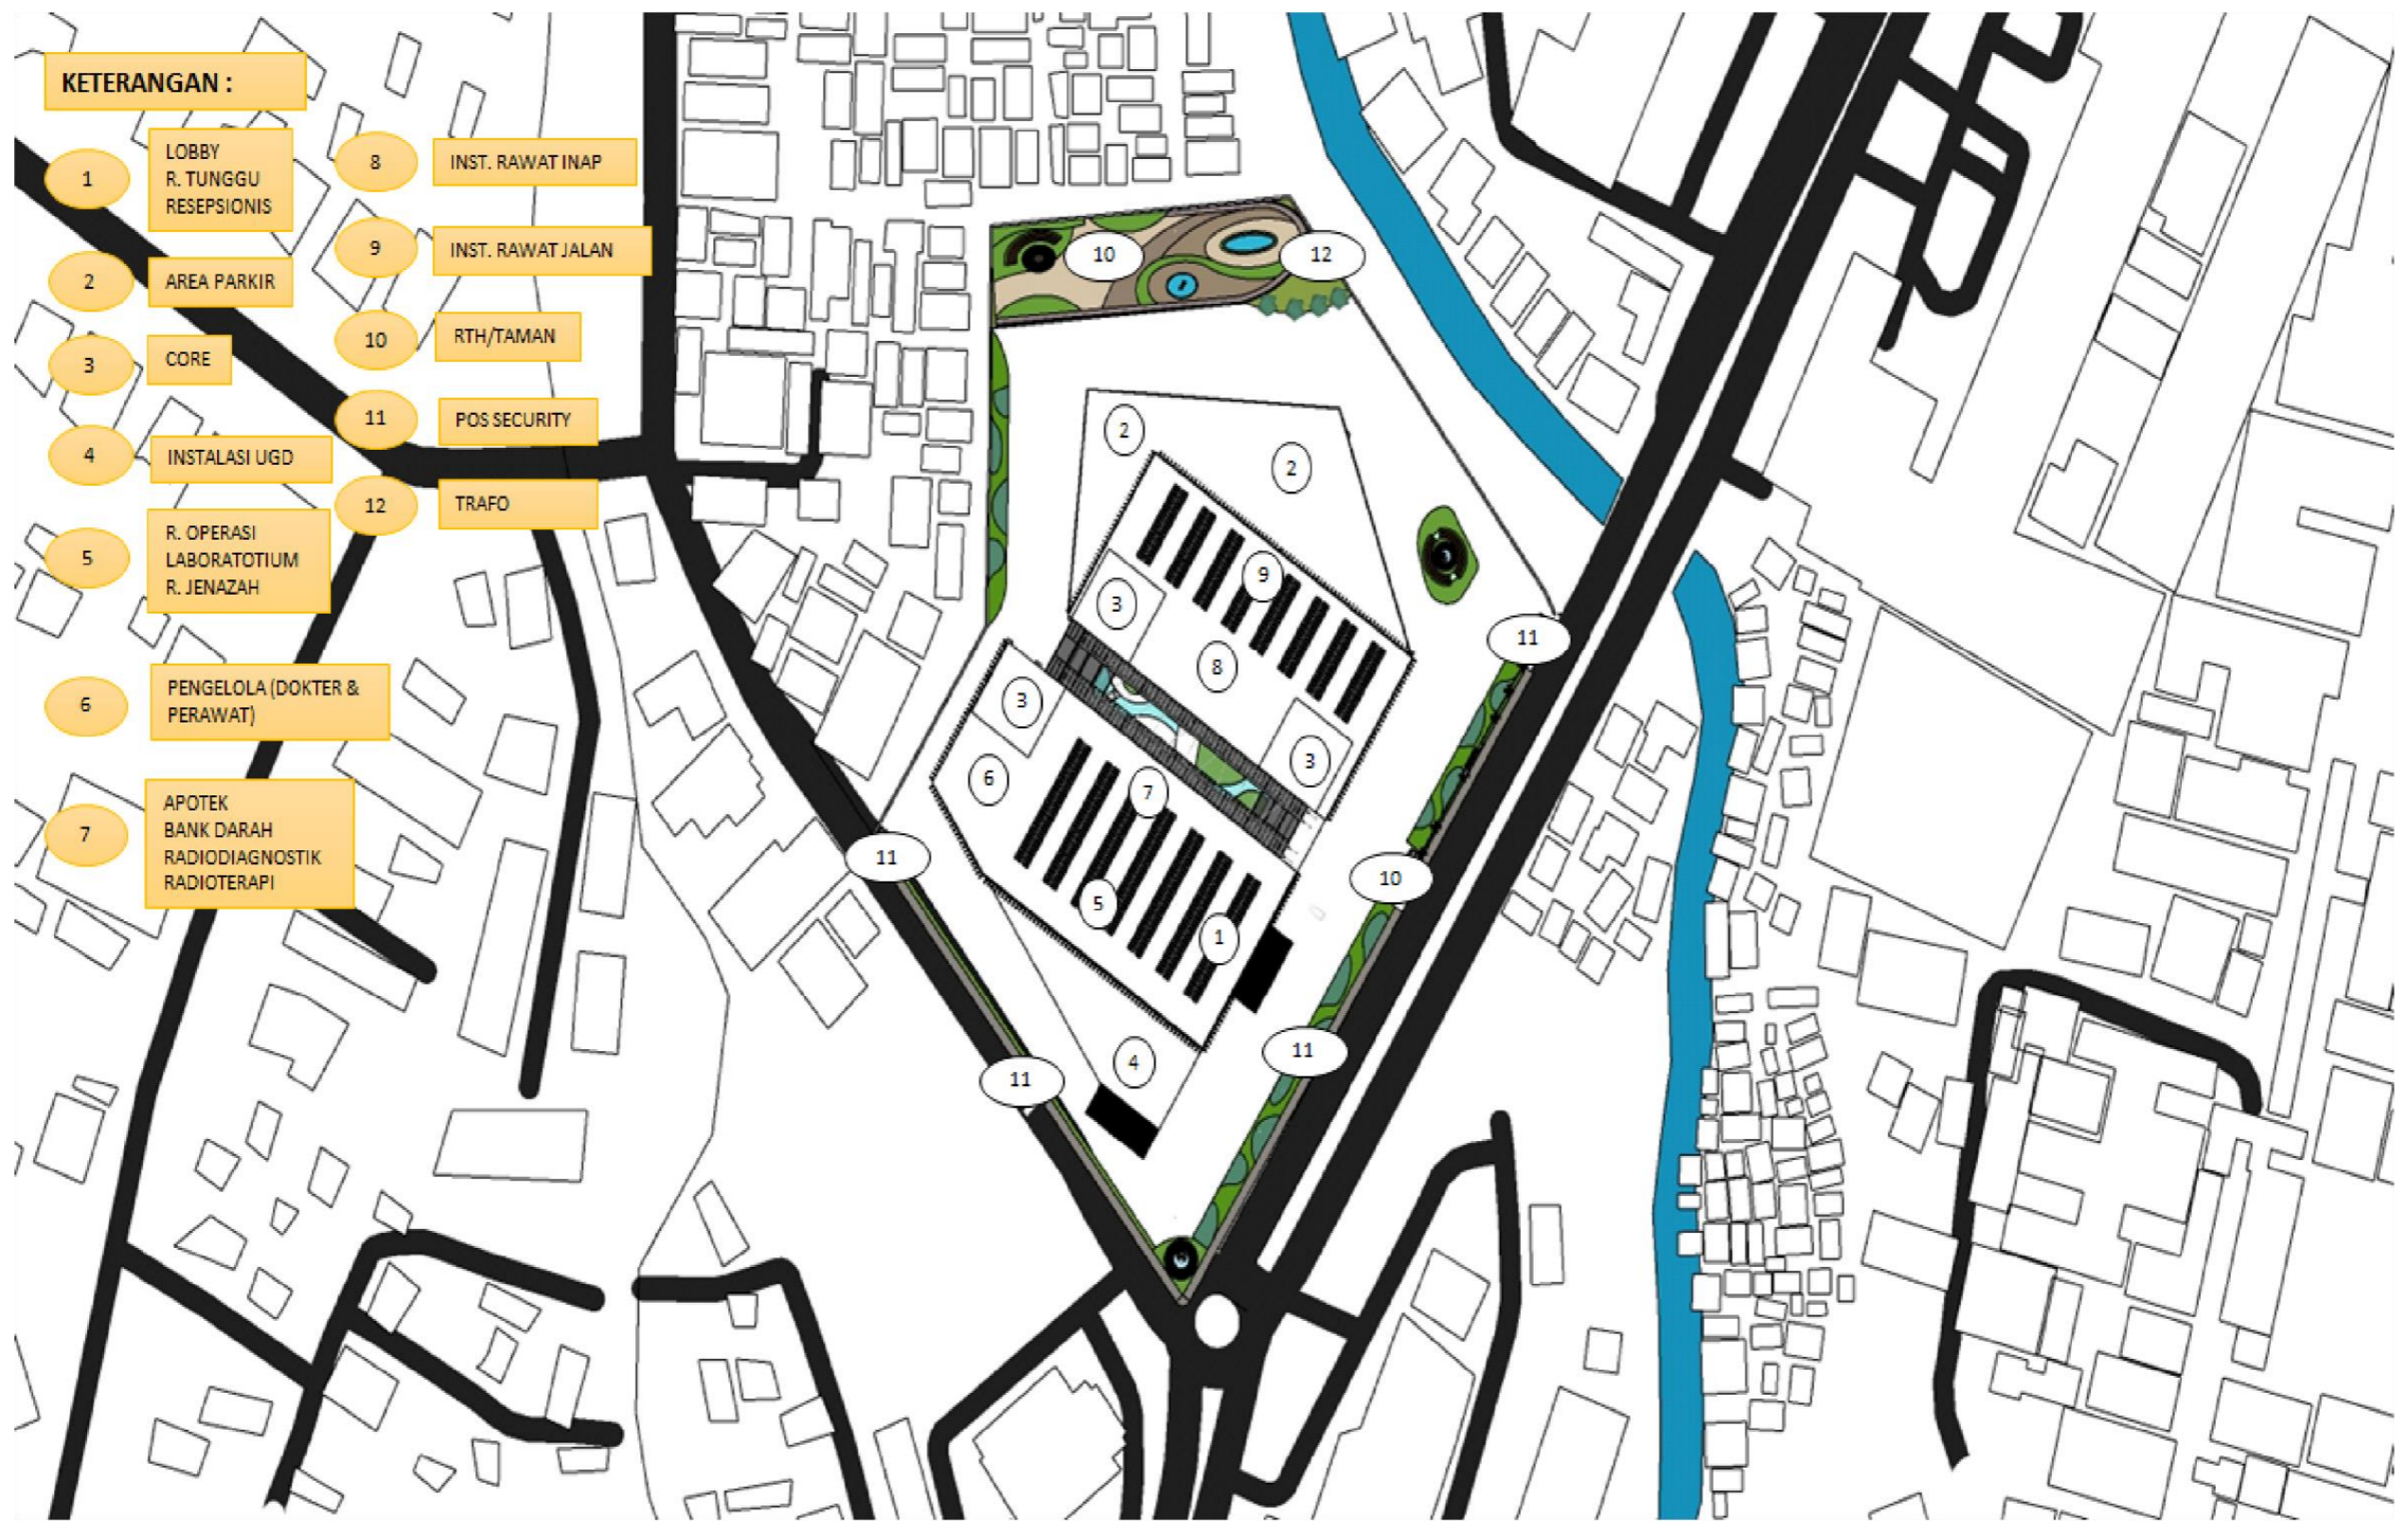 KETERANGAN :
1
LOBBY
R. TUNGGU
RESEPSIONIS
2
AREA PARKIR
3
CORE
4
INSTALASI UGD
5
R. OPERASI
LABORATOTIUM
R. JENAZAH
6
PENGELOLA (DOKTER &
PERAWAT)
7
APOTEK
BANK DARAH
RADIODIAGNOSTIK
RADIOTERAPI
8
INST. RAWAT INAP
9
INST. RAWAT JALAN
10
RTH/TAMAN
11
POS SECURITY
12
TRAFO
10
12
2
2
9
3
11
8
3
3
6
7
11
10
5
1
11
4
11